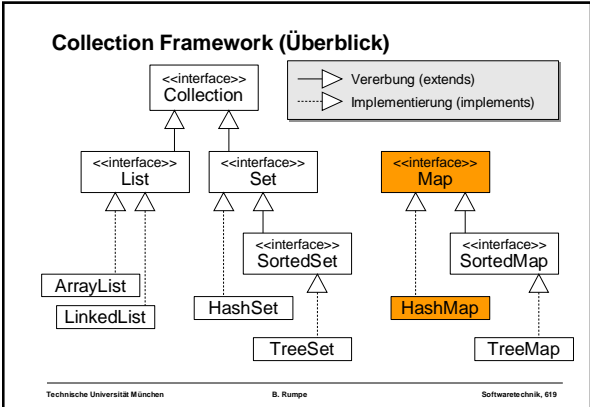 Collection Framework (Überblick)
<<interface>>
Collection
Vererbung (extends)
Implementierung (implements)
<<interface>>
List
<<interface>>
Set
<<interface>>
Map
<<interface>>
SortedSet
<<interface>>
SortedMap
ArrayList
LinkedList
HashSet
HashMap
TreeSet
TreeMap
Technische Universität München B. Rumpe Softwaretechnik, 619